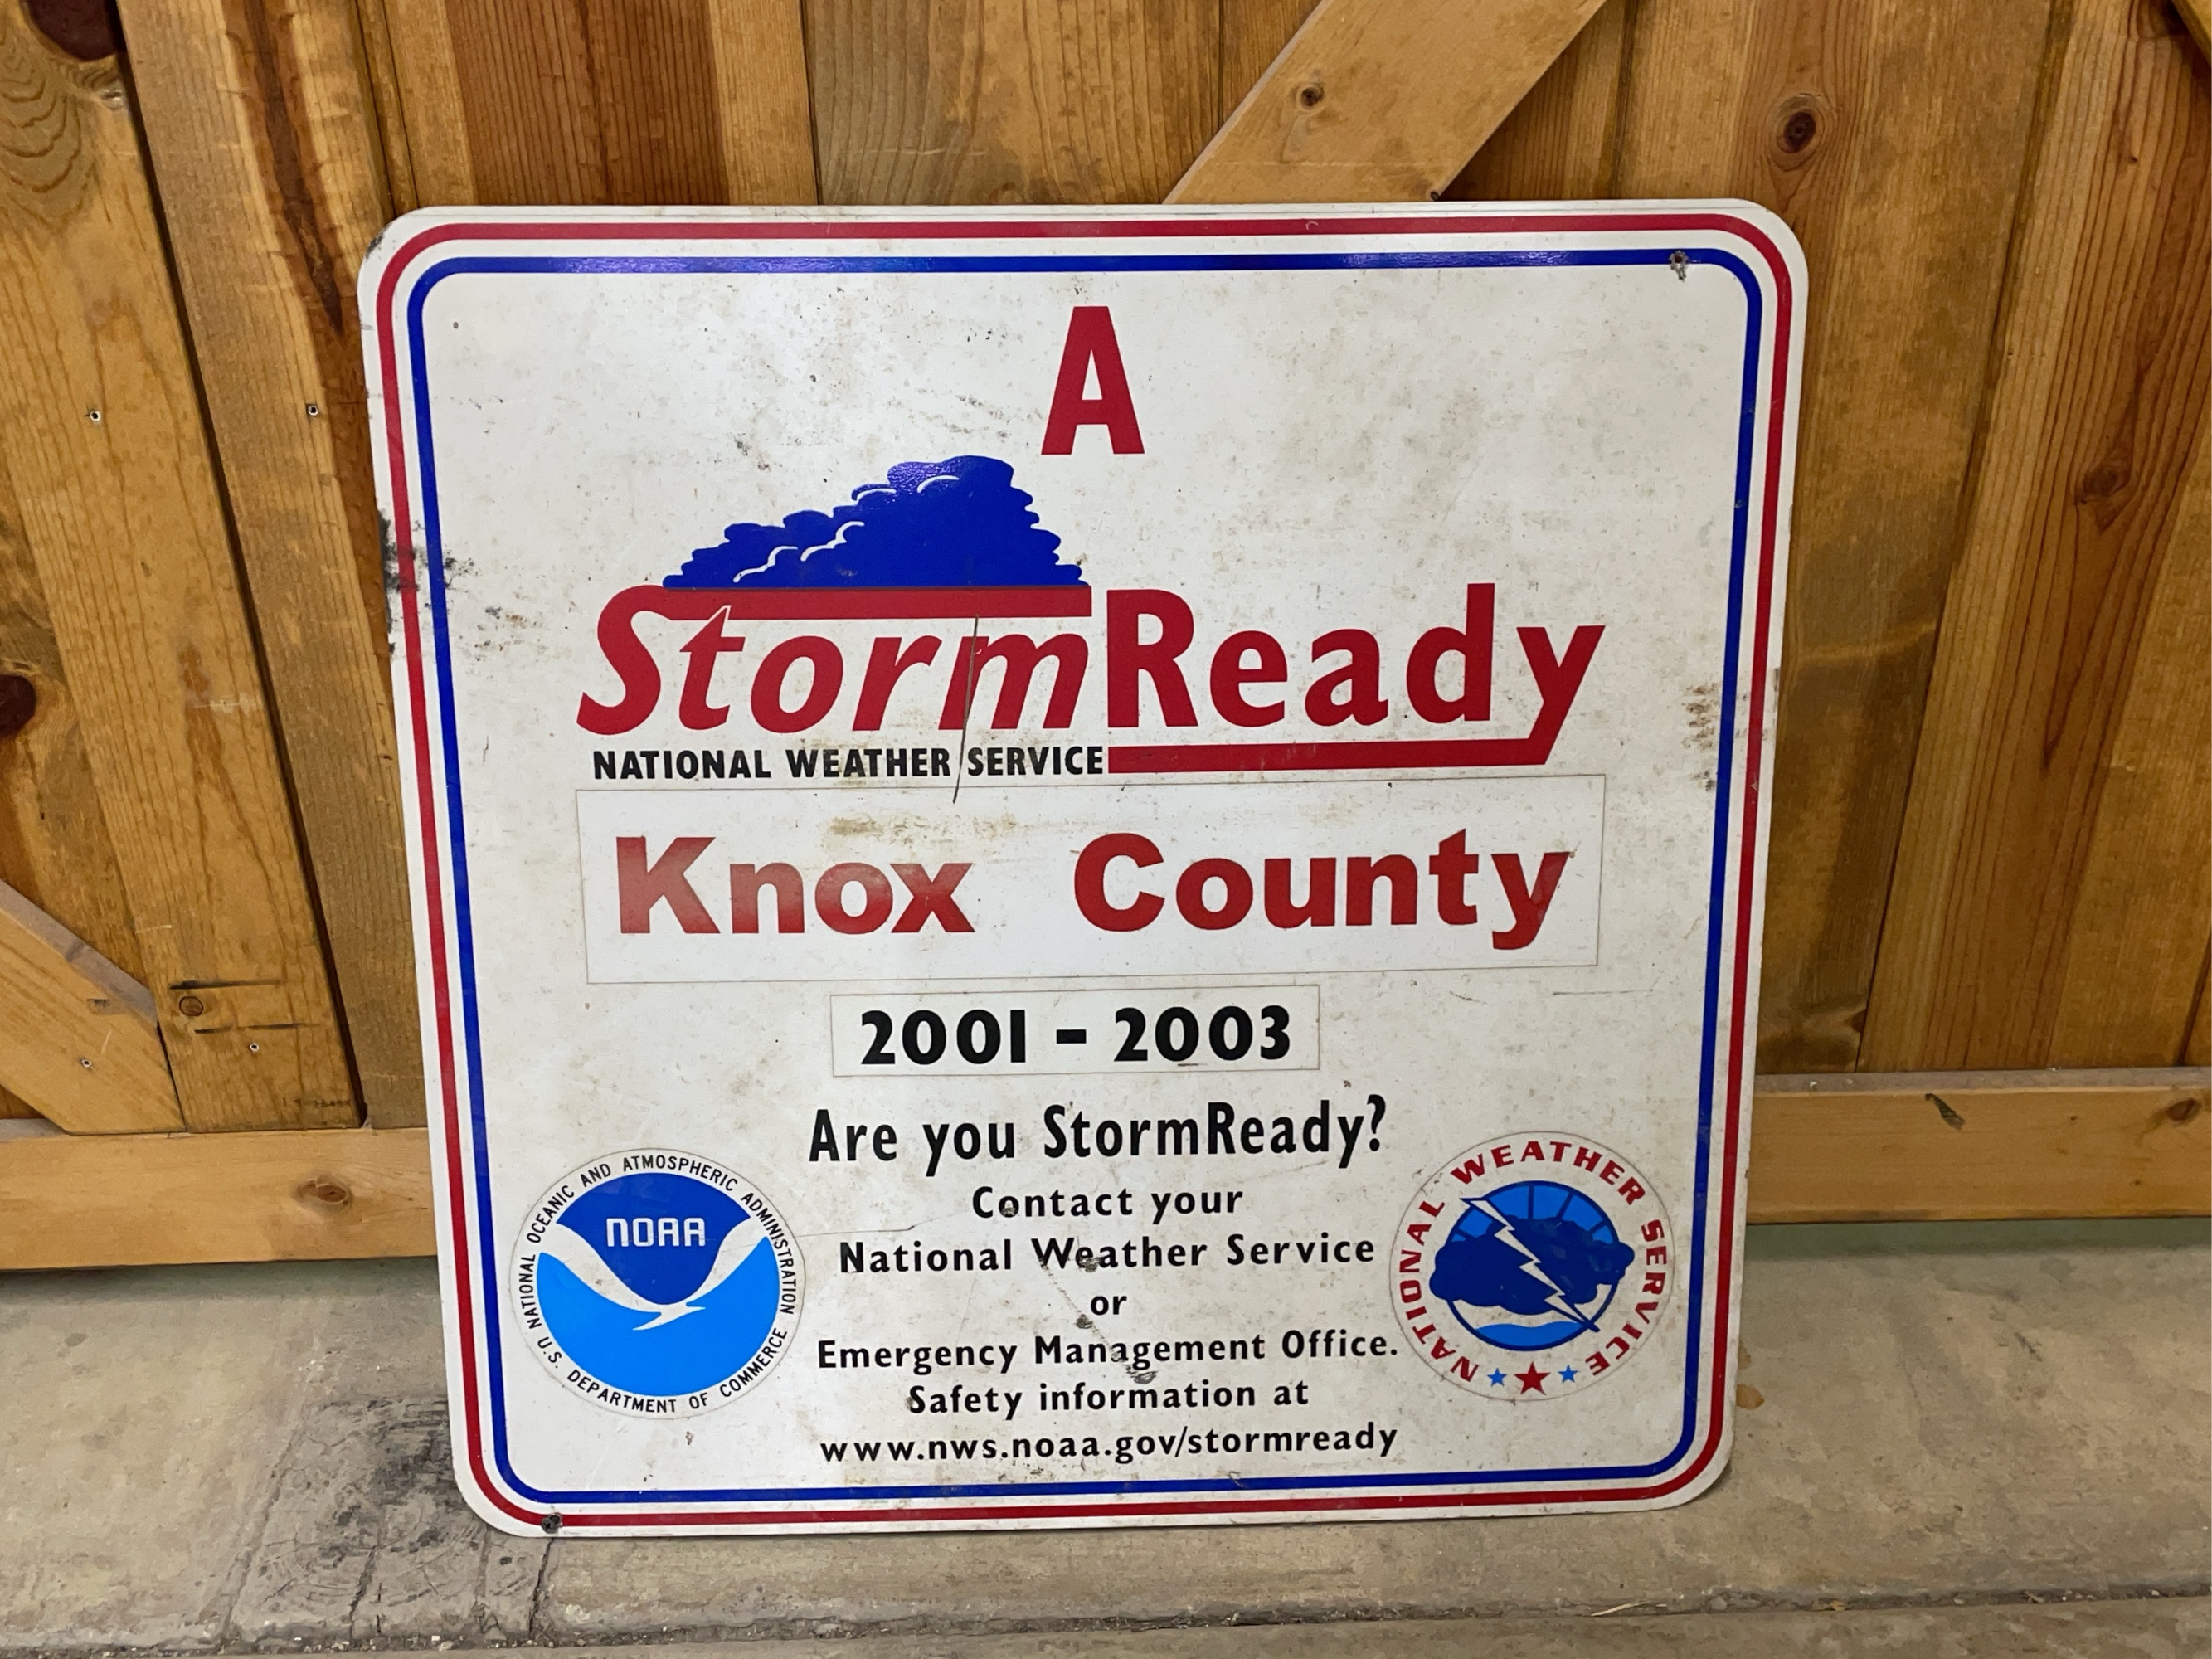 A
StormReady
NATIONAL WEATHER SERVICE
Knox County
2001 - 2003
Are you StormReady?
Contact your
National Weather Service
or
Emergency Management Office.
Safety information at
www.nws.noaa.gov/stormready
NATIONAL OCEANIC AND ATMOSPHERIC ADMINISTRATION
NOAA
U.S. DEPARTMENT OF COMMERCE
NATIONAL WEATHER SERVICE